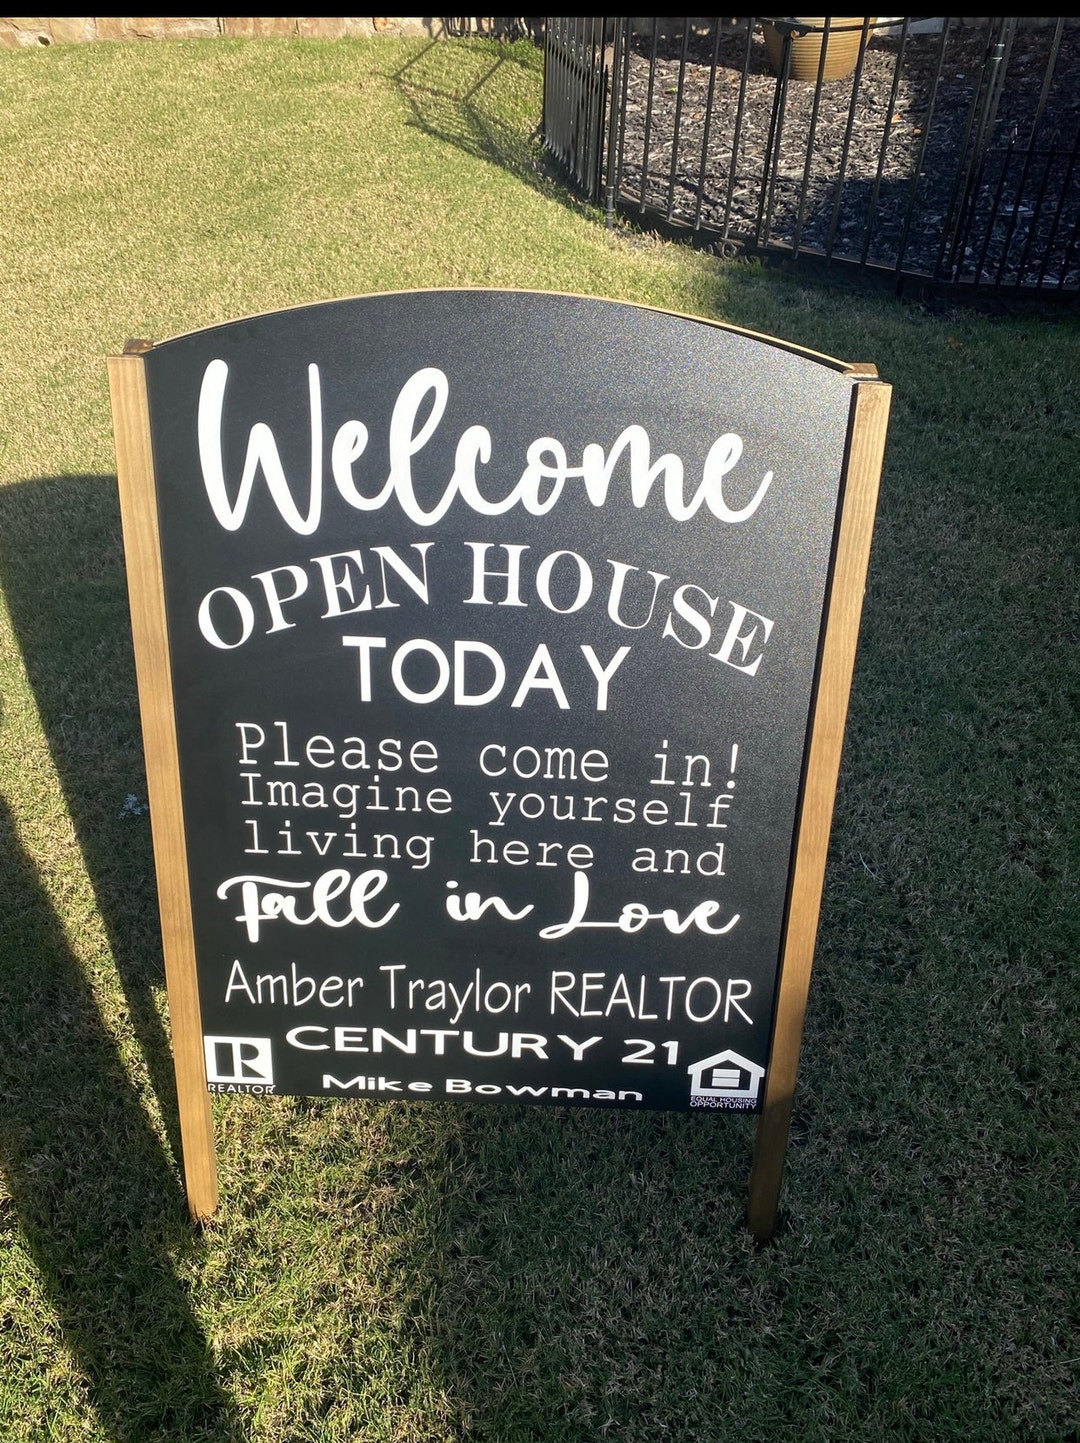 Welcome
OPEN HOUSE
TODAY
Please come in!
Imagine yourself
living here and
Fall in Love
Amber Traylor REALTOR
CENTURY 21
Mike Bowman
R
REALTOR
EQUAL HOUSING
OPPORTUNITY